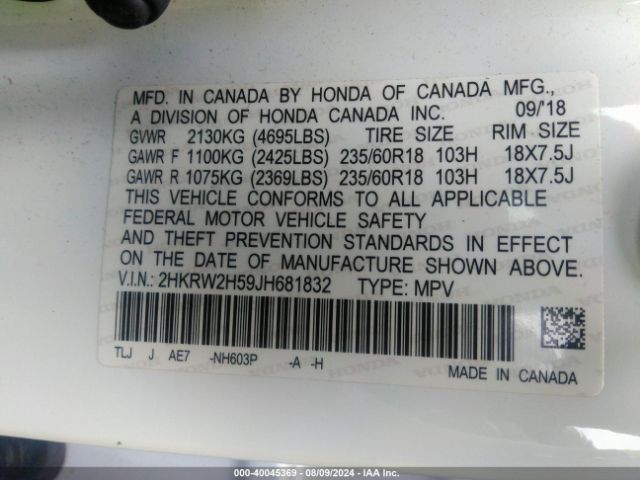 MFD. IN CANADA BY HONDA OF CANADA MFG.,
A DIVISION OF HONDA CANADA INC. 09/'18
GVWR 2130KG (4695LBS) TIRE SIZE RIM SIZE
GAWR F 1100KG (2425LBS) 235/60R18 103H 18X7.5J
GAWR R 1075KG (2369LBS) 235/60R18 103H 18X7.5J
THIS VEHICLE CONFORMS TO ALL APPLICABLE
FEDERAL MOTOR VEHICLE SAFETY
AND THEFT PREVENTION STANDARDS IN EFFECT
ON THE DATE OF MANUFACTURE SHOWN ABOVE.
V.I.N.: 2HKRW2H59JH681832 TYPE: MPV
TLJ J AE7 -NH603P -A -H
MADE IN CANADA
000-40045369 | 08/09/2024 | IAA Inc.